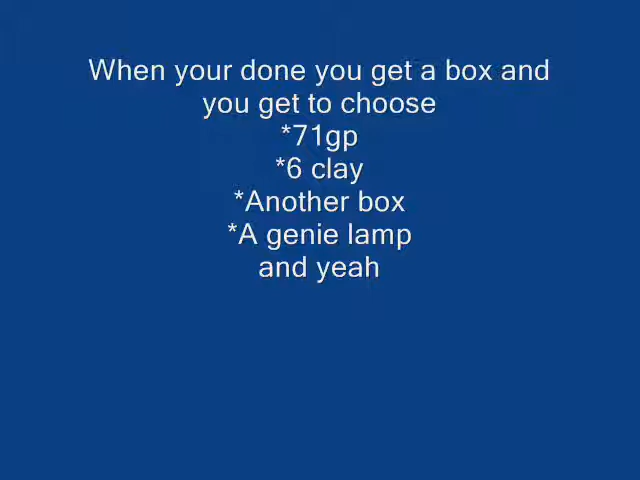 When your done you get a box and
you get to choose
*71gp
*6 clay
*Another box
*A genie lamp
and yeah